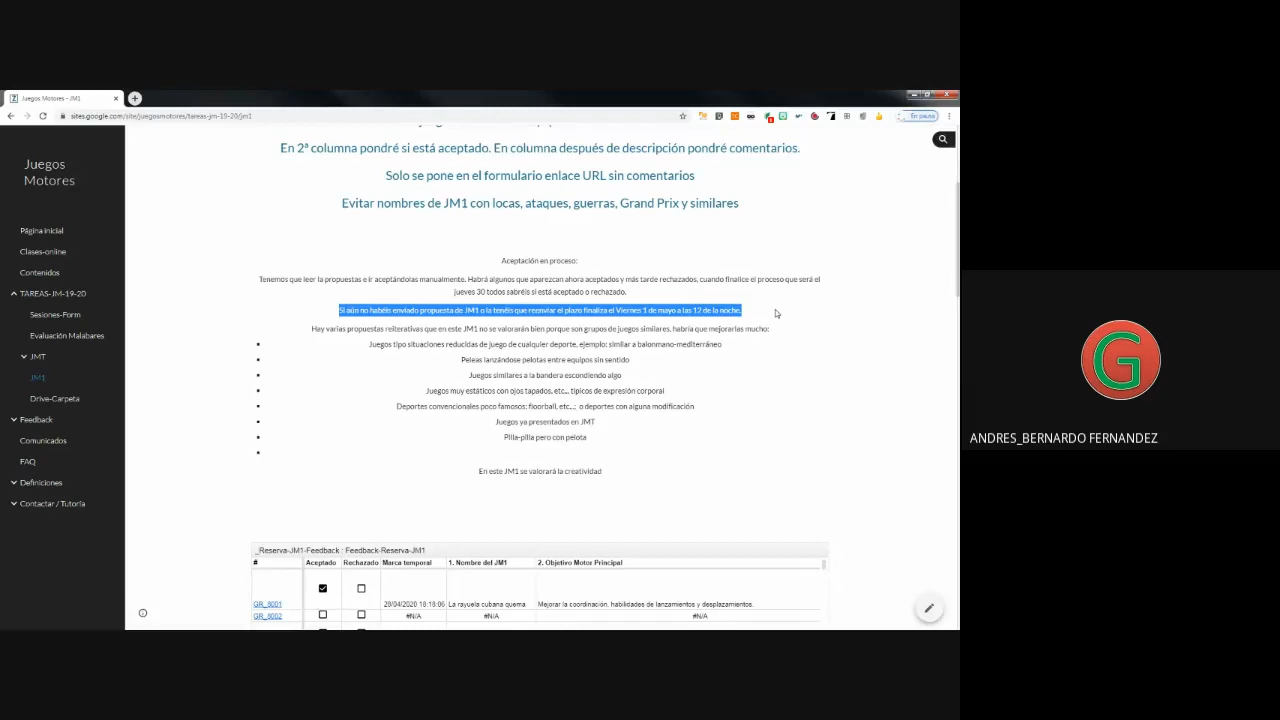 Juegos Motores - JM1
sites.google.com/site/juegosmotores/tareas-jm-19-20/jm1
En pausa
Juegos
Motores
Página inicial
Clases-online
Contenidos
TAREAS-JM-19-20
Sesiones-Form
Evaluación Malabares
JMT
JM1
Drive-Carpeta
Feedback
Comunicados
FAQ
Definiciones
Contactar / Tutoría
En 2ª columna pondré si está aceptado. En columna después de descripción pondré comentarios.
Solo se pone en el formulario enlace URL sin comentarios
Evitar nombres de JM1 con locas, ataques, guerras, Grand Prix y similares
Aceptación en proceso:
Tenemos que leer la propuestas e ir aceptándolas manualmente. Habrá algunos que aparezcan ahora aceptados y más tarde rechazados, cuando finalice el proceso que será el
jueves 30 todos sabréis si está aceptado o rechazado.
Si aún no habéis enviado propuesta de JM1 o la tenéis que reenviar el plazo finaliza el Viernes 1 de mayo a las 12 de la noche.
Hay varias propuestas reiterativas que en este JM1 no se valorarán bien porque son grupos de juegos similares, habría que mejorarlas mucho:
Juegos tipo situaciones reducidas de juego de cualquier deporte, ejemplo: similar a balonmano-mediterráneo
Peleas lanzándose pelotas entre equipos sin sentido
Juegos similares a la bandera escondiendo algo
Juegos muy estáticos con ojos tapados, etc... típicos de expresión corporal
Deportes convencionales poco famosos: floorball, etc...; o deportes con alguna modificación
Juegos ya presentados en JMT
Pilla-pilla pero con pelota
En este JM1 se valorará la creatividad
_Reserva-JM1-Feedback : Feedback-Reserva-JM1
# Aceptado Rechazado Marca temporal 1. Nombre del JM1 2. Objetivo Motor Principal
GR_8001 28/04/2020 18:18:06 La rayuela cubana quema Mejorar la coordinación, habilidades de lanzamientos y desplazamientos.
GR_8002 #N/A #N/A #N/A
G
ANDRES_BERNARDO FERNANDEZ